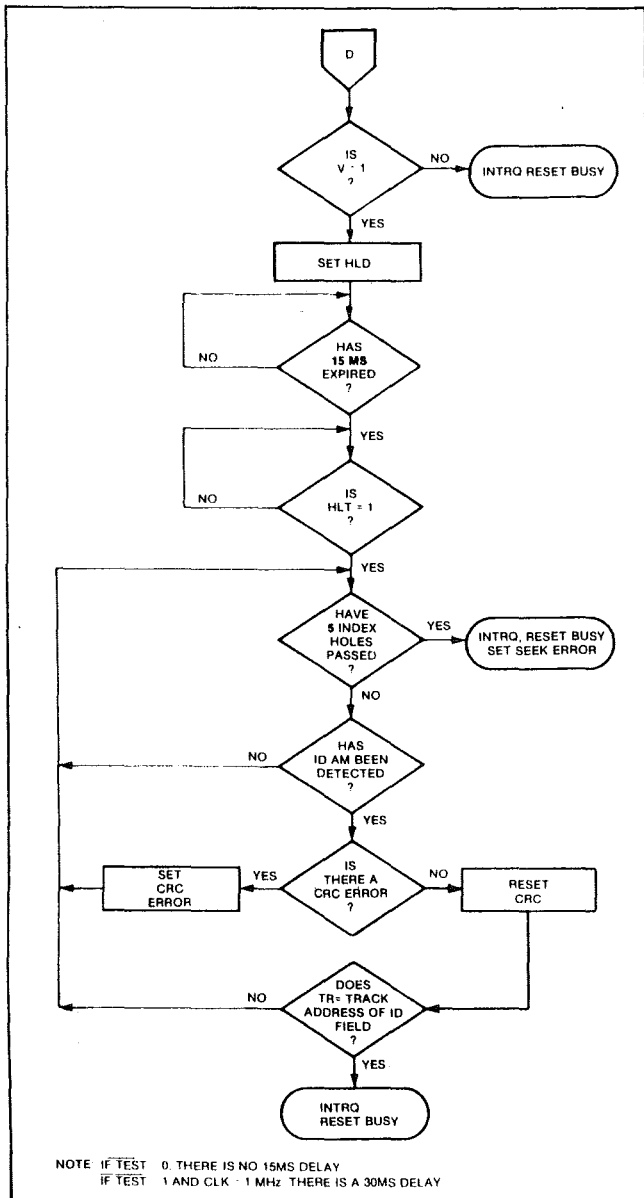 D
IS
V = 1
?
NO
INTRQ RESET BUSY
YES
SET HLD
HAS
15 MS
EXPIRED
?
NO
YES
IS
HLT = 1
?
NO
YES
HAVE
5 INDEX
HOLES
PASSED
?
YES
INTRQ, RESET BUSY
SET SEEK ERROR
NO
HAS
ID AM BEEN
DETECTED
?
NO
YES
IS
THERE A
CRC ERROR
?
YES
SET
CRC
ERROR
NO
RESET
CRC
DOES
TR= TRACK
ADDRESS OF ID
FIELD
?
NO
YES
INTRQ
RESET BUSY
NOTE IF TEST 0. THERE IS NO 15MS DELAY
IF TEST 1 AND CLK - 1 MHz THERE IS A 30MS DELAY